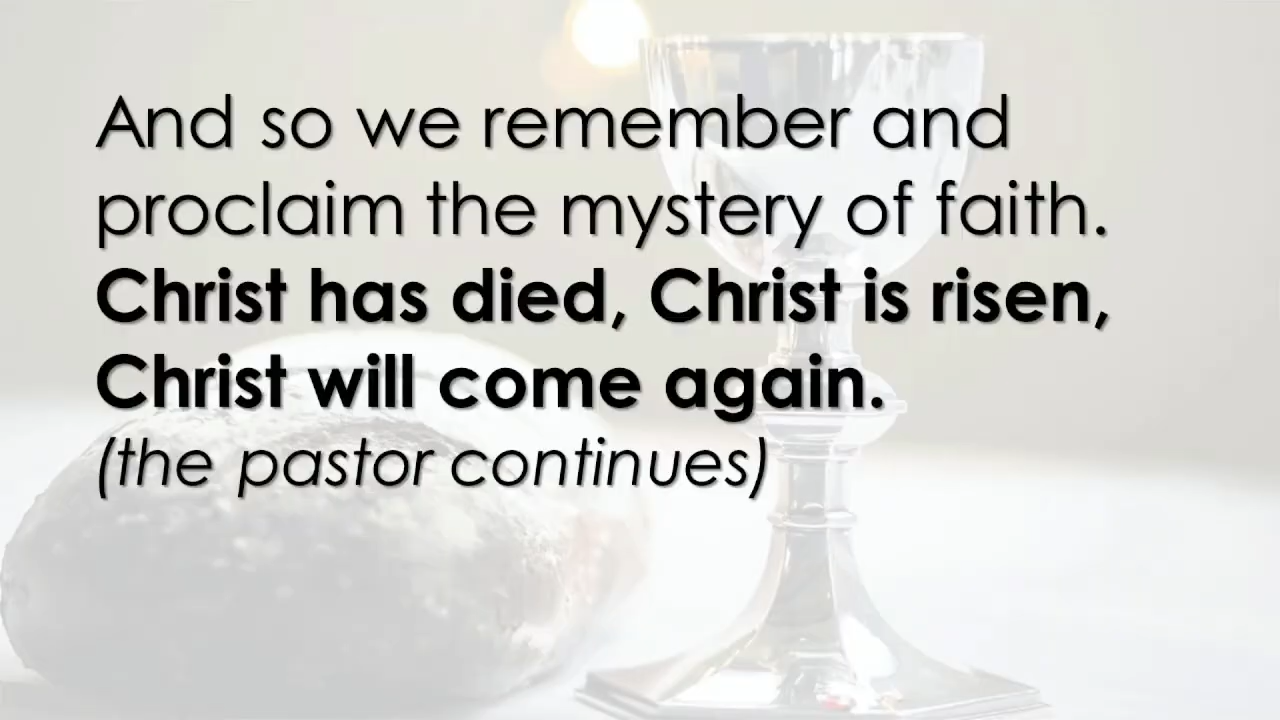 And so we remember and
proclaim the mystery of faith.
Christ has died, Christ is risen,
Christ will come again.
(the pastor continues)